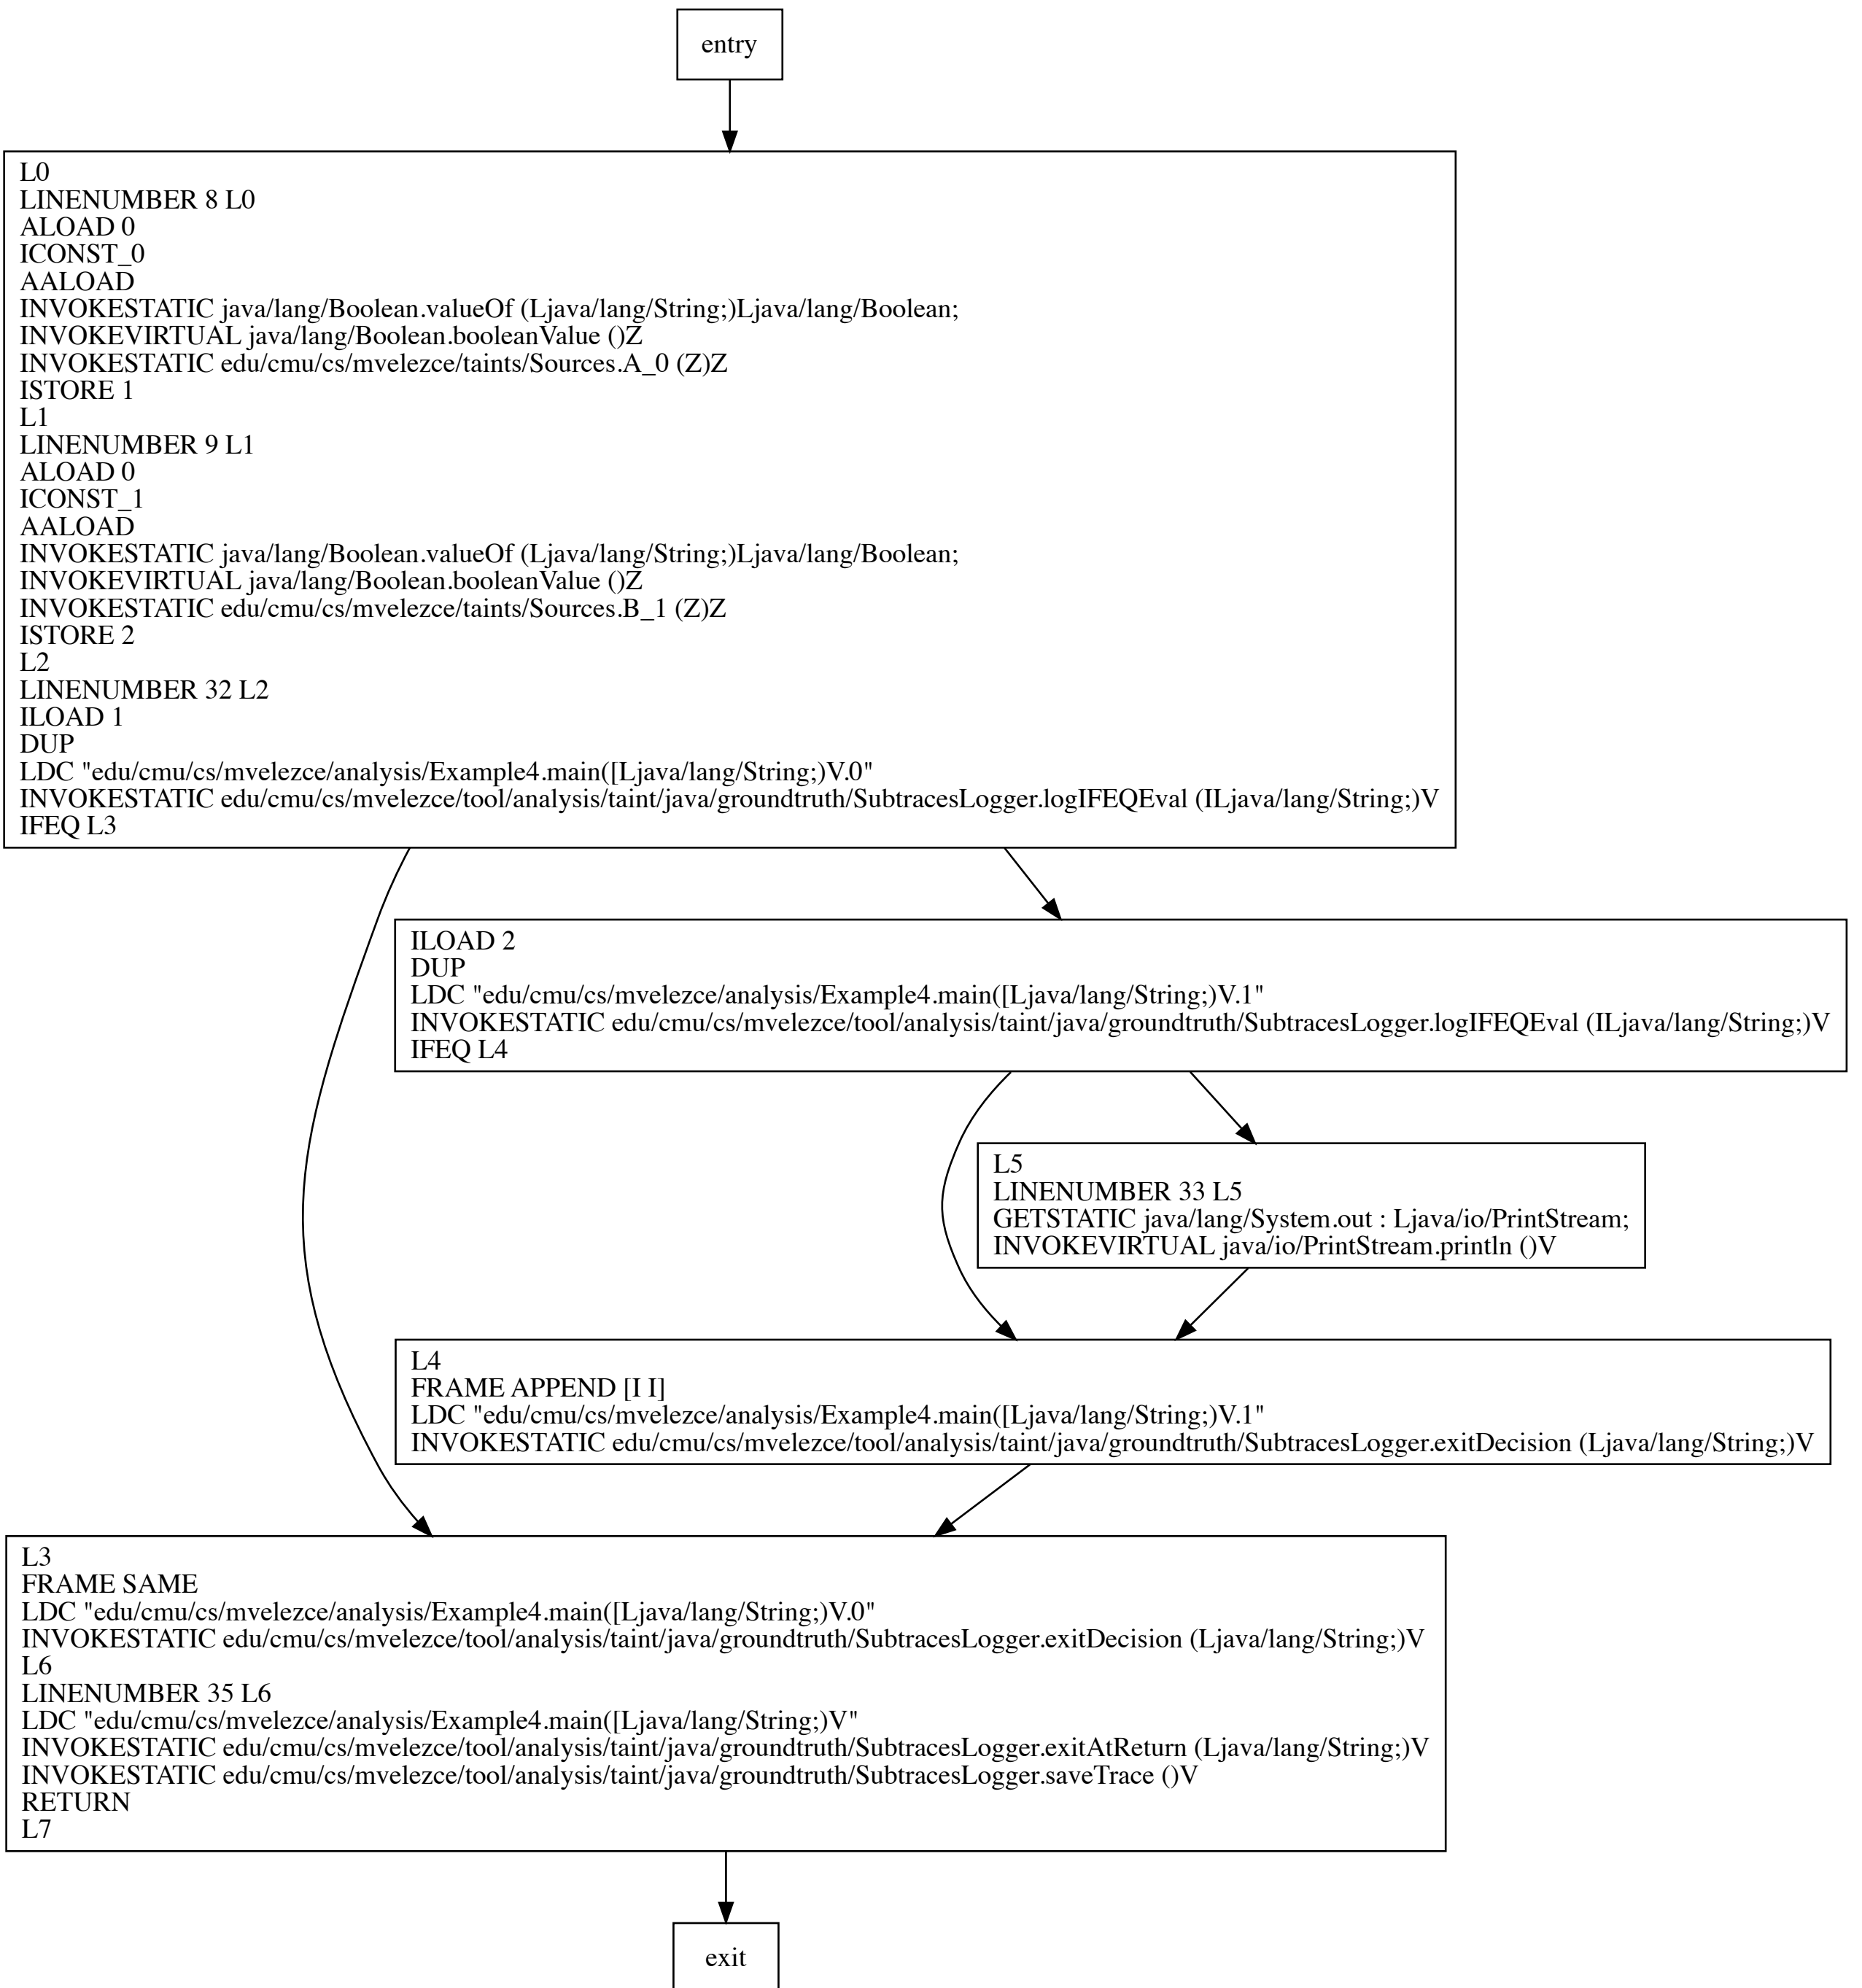 entry
L0
LINENUMBER 8 L0
ALOAD 0
ICONST_0
AALOAD
INVOKESTATIC java/lang/Boolean.valueOf (Ljava/lang/String;)Ljava/lang/Boolean;
INVOKEVIRTUAL java/lang/Boolean.booleanValue ()Z
INVOKESTATIC edu/cmu/cs/mvelezce/taints/Sources.A_0 (Z)Z
ISTORE 1
L1
LINENUMBER 9 L1
ALOAD 0
ICONST_1
AALOAD
INVOKESTATIC java/lang/Boolean.valueOf (Ljava/lang/String;)Ljava/lang/Boolean;
INVOKEVIRTUAL java/lang/Boolean.booleanValue ()Z
INVOKESTATIC edu/cmu/cs/mvelezce/taints/Sources.B_1 (Z)Z
ISTORE 2
L2
LINENUMBER 32 L2
ILOAD 1
DUP
LDC "edu/cmu/cs/mvelezce/analysis/Example4.main([Ljava/lang/String;)V.0"
INVOKESTATIC edu/cmu/cs/mvelezce/tool/analysis/taint/java/groundtruth/SubtracesLogger.logIFEQEval (ILjava/lang/String;)V
IFEQ L3
ILOAD 2
DUP
LDC "edu/cmu/cs/mvelezce/analysis/Example4.main([Ljava/lang/String;)V.1"
INVOKESTATIC edu/cmu/cs/mvelezce/tool/analysis/taint/java/groundtruth/SubtracesLogger.logIFEQEval (ILjava/lang/String;)V
IFEQ L4
L5
LINENUMBER 33 L5
GETSTATIC java/lang/System.out : Ljava/io/PrintStream;
INVOKEVIRTUAL java/io/PrintStream.println ()V
L4
FRAME APPEND [I I]
LDC "edu/cmu/cs/mvelezce/analysis/Example4.main([Ljava/lang/String;)V.1"
INVOKESTATIC edu/cmu/cs/mvelezce/tool/analysis/taint/java/groundtruth/SubtracesLogger.exitDecision (Ljava/lang/String;)V
L3
FRAME SAME
LDC "edu/cmu/cs/mvelezce/analysis/Example4.main([Ljava/lang/String;)V.0"
INVOKESTATIC edu/cmu/cs/mvelezce/tool/analysis/taint/java/groundtruth/SubtracesLogger.exitDecision (Ljava/lang/String;)V
L6
LINENUMBER 35 L6
LDC "edu/cmu/cs/mvelezce/analysis/Example4.main([Ljava/lang/String;)V"
INVOKESTATIC edu/cmu/cs/mvelezce/tool/analysis/taint/java/groundtruth/SubtracesLogger.exitAtReturn (Ljava/lang/String;)V
INVOKESTATIC edu/cmu/cs/mvelezce/tool/analysis/taint/java/groundtruth/SubtracesLogger.saveTrace ()V
RETURN
L7
exit